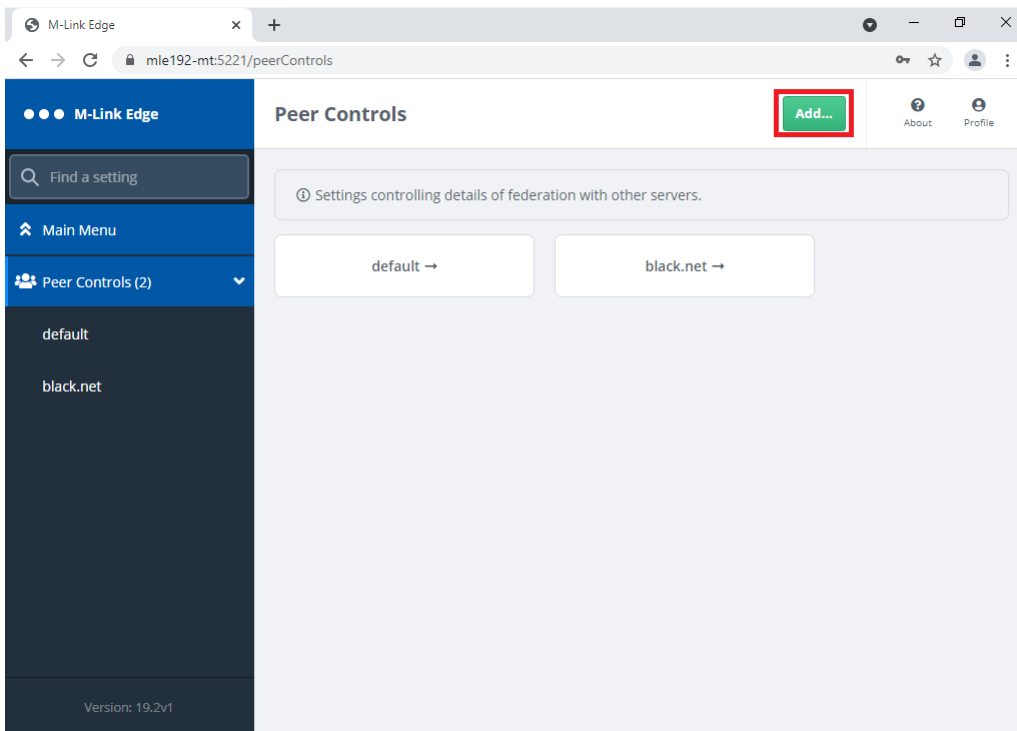 M-Link Edge
mle192-mt:5221/peerControls
M-Link Edge
Peer Controls
Add...
About
Profile
Find a setting
Settings controlling details of federation with other servers.
Main Menu
default →
black.net →
Peer Controls (2)
default
black.net
Version: 19.2v1